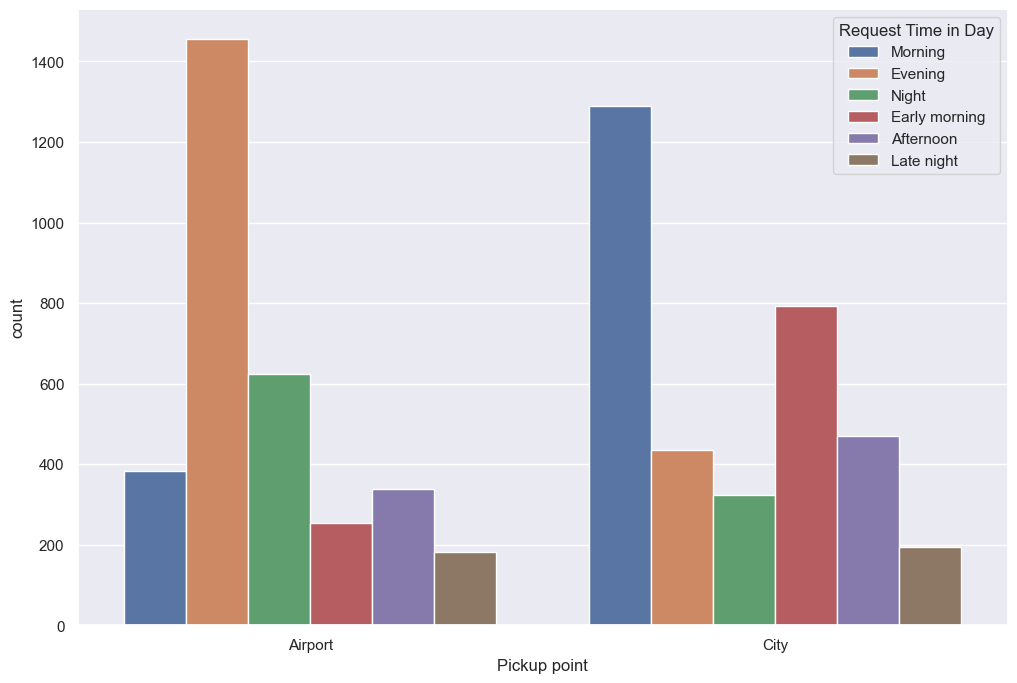 Request Time in Day
Morning
Evening
Night
Early morning
Afternoon
Late night
count
1400
1200
1000
800
600
400
200
0
Airport
City
Pickup point